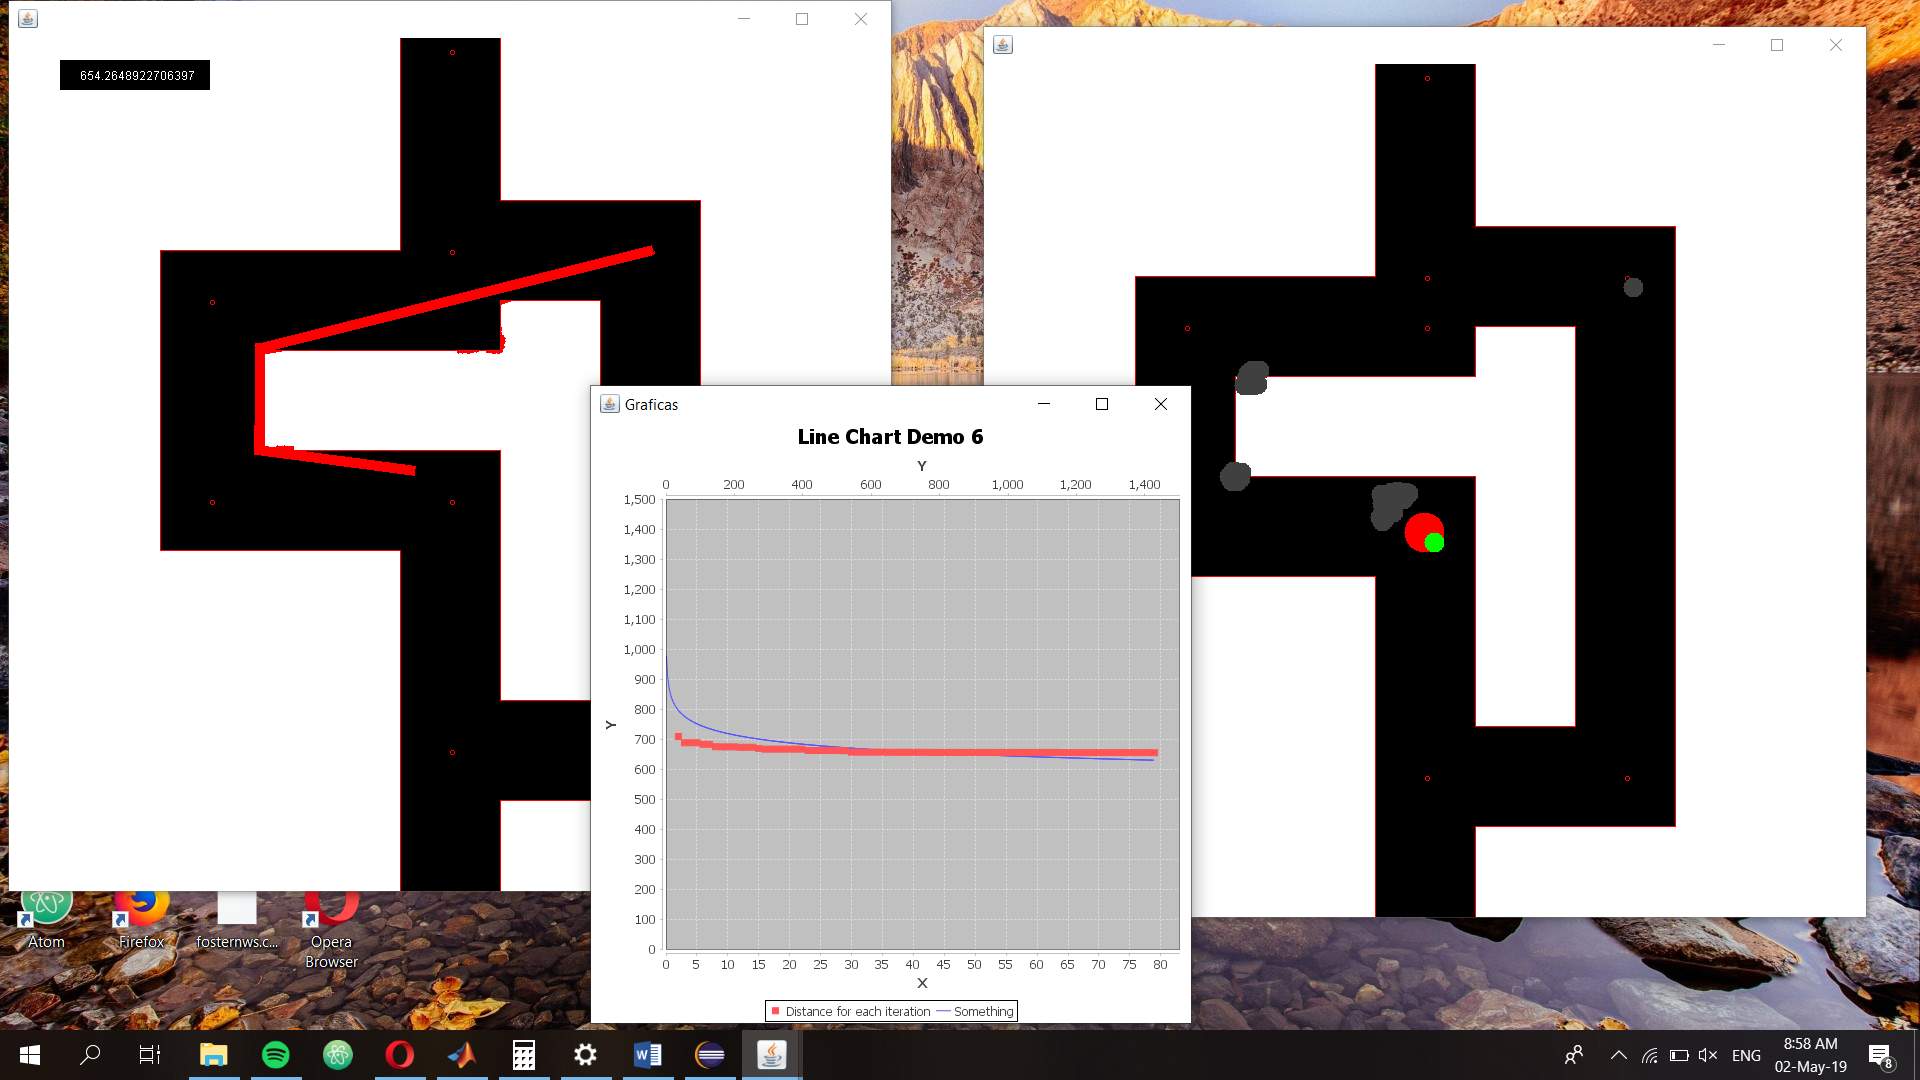 654.2648922706397
Graficas
Line Chart Demo 6
Y
0 200 400 600 800 1,000 1,200 1,400
1,500
1,400
1,300
1,200
1,100
1,000
900
800
700
600
500
400
300
200
100
0
Y
0 5 10 15 20 25 30 35 40 45 50 55 60 65 70 75 80
X
Distance for each iteration Something
Atom
Firefox
fosternws.c...
Opera
Browser
ENG
8:58 AM
02-May-19
8